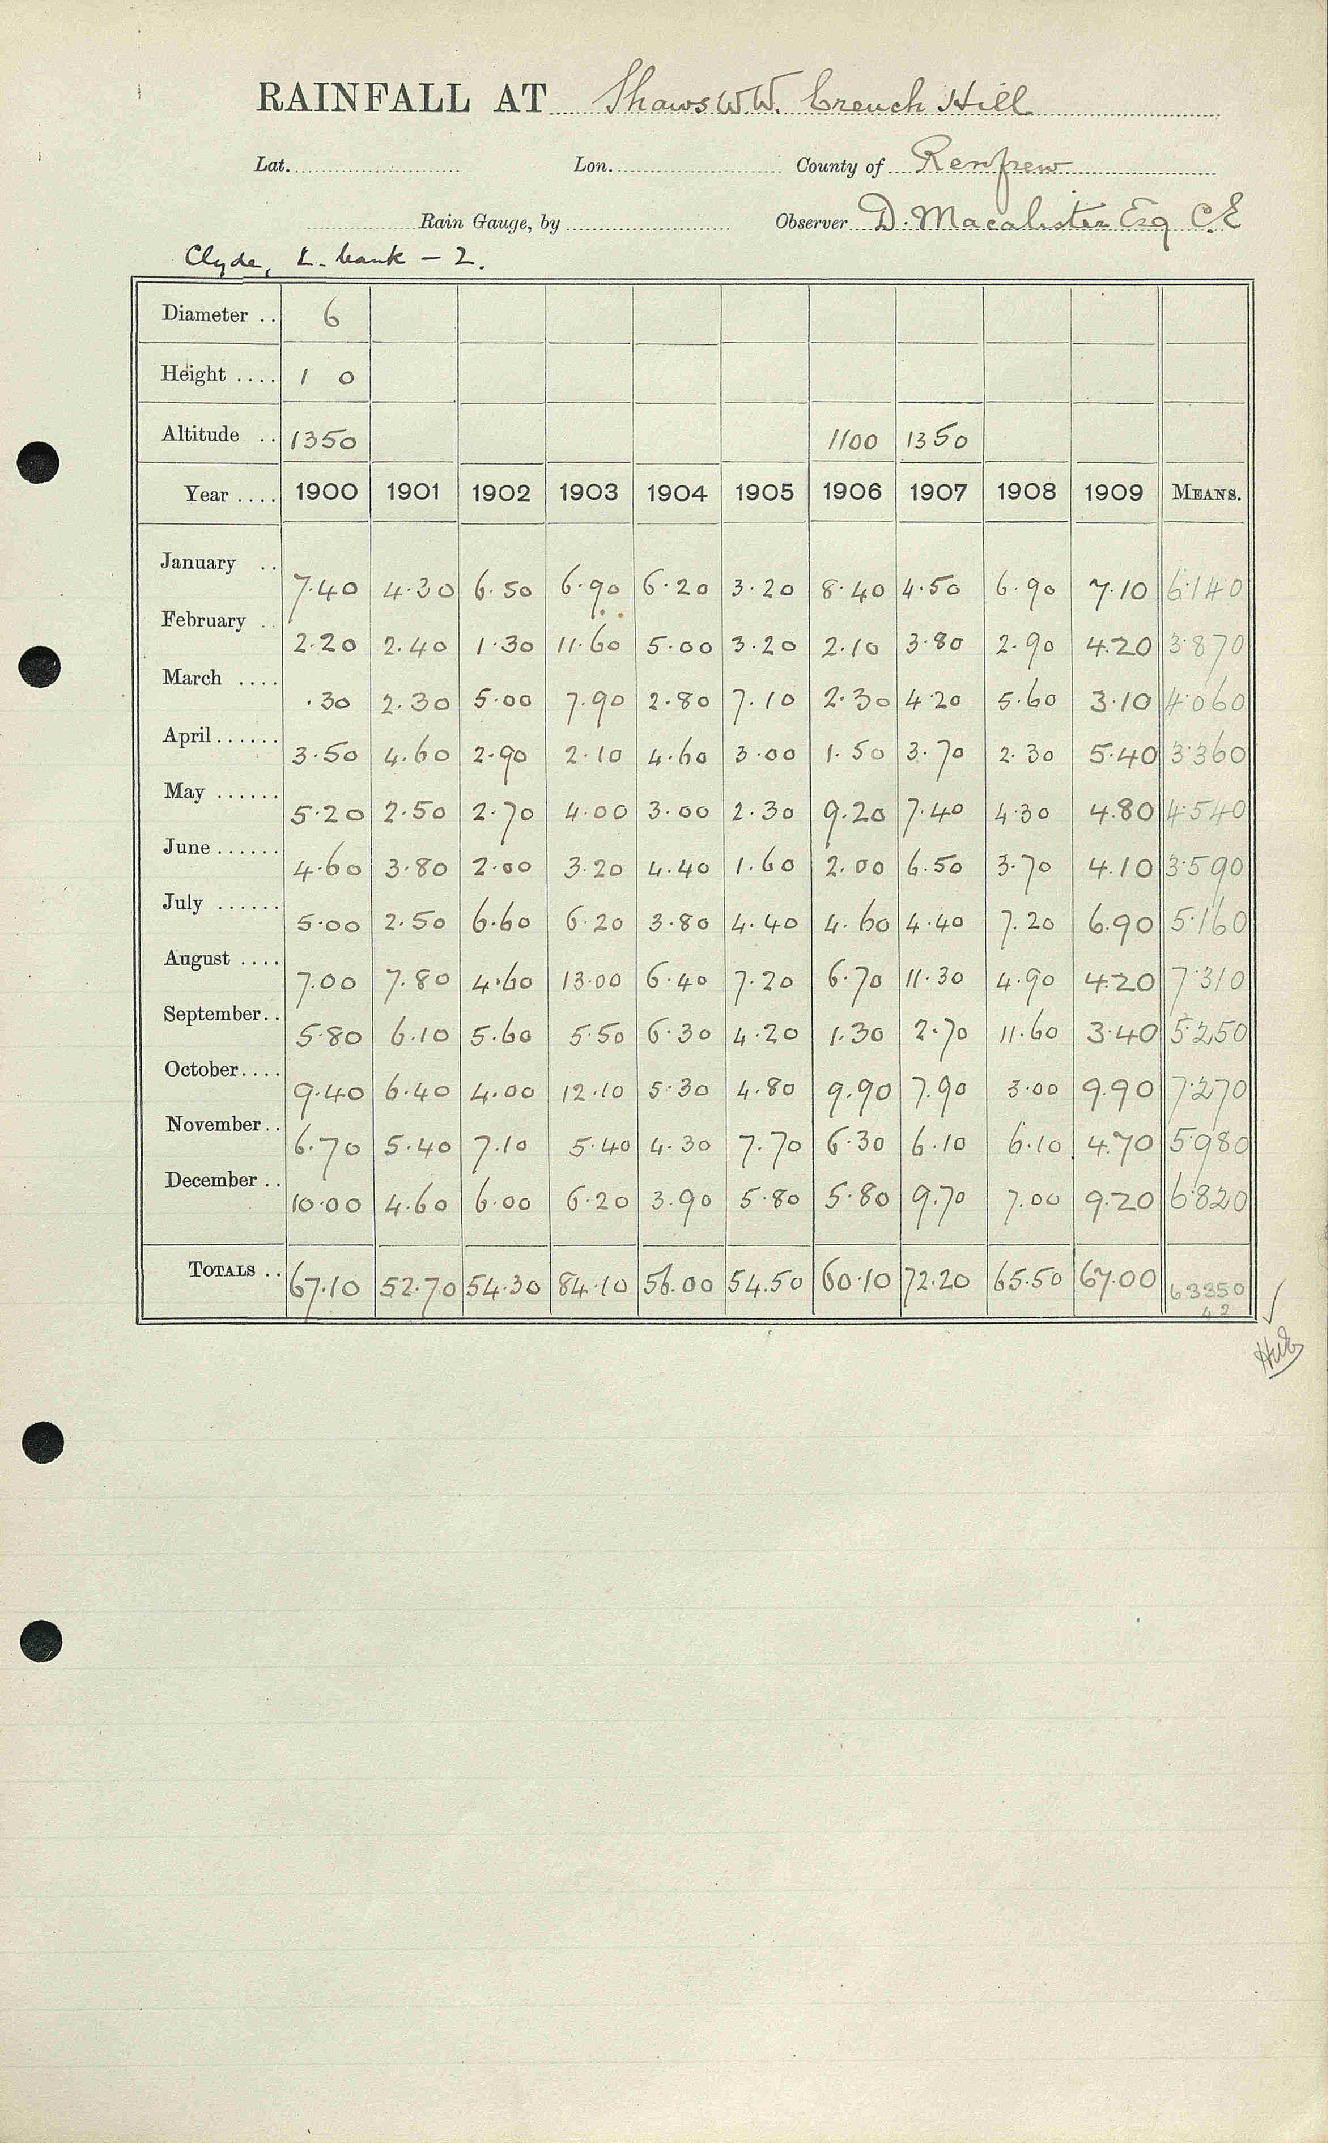 RAINFALL AT Shaws W.W. Creuch Hill
Lat. Lon. County of Renfrew
Rain Gauge, by Observer D. Macalister Esq C.E
Clyde, L. bank – 2.
Diameter .. 6
Height .... 1 0
Altitude .. 1350 1100 1350
Year .... 1900 1901 1902 1903 1904 1905 1906 1907 1908 1909 MEANS.
January .. 7.40 4.30 6.50 6.90 6.20 3.20 8.40 4.50 6.90 7.10 6.140
February .. 2.20 2.40 1.30 11.60 5.00 3.20 2.10 3.80 2.90 4.20 3.870
March .... .30 2.30 5.00 7.90 2.80 7.10 2.30 4.20 5.60 3.10 4.060
April ...... 3.50 4.60 2.90 2.10 4.60 3.00 1.50 3.70 2.30 5.40 3.360
May ...... 5.20 2.50 2.70 4.00 3.00 2.30 9.20 7.40 4.30 4.80 4.540
June ...... 4.60 3.80 2.00 3.20 4.40 1.60 2.00 6.50 3.70 4.10 3.590
July ...... 5.00 2.50 6.60 6.20 3.80 4.40 4.60 4.40 7.20 6.90 5.160
August .... 7.00 7.80 4.60 13.00 6.40 7.20 6.70 11.30 4.90 4.20 7.310
September .. 5.80 6.10 5.60 5.50 6.30 4.20 1.30 2.70 11.60 3.40 5.250
October .... 9.40 6.40 4.00 12.10 5.30 4.80 9.90 7.90 3.00 9.90 7.270
November .. 6.70 5.40 7.10 5.40 4.30 7.70 6.30 6.10 6.10 4.70 5.980
December .. 10.00 4.60 6.00 6.20 3.90 5.80 5.80 9.70 7.00 9.20 6.820
TOTALS .. 67.10 52.70 54.30 84.10 56.00 54.50 60.10 72.20 65.50 67.00 63350
42